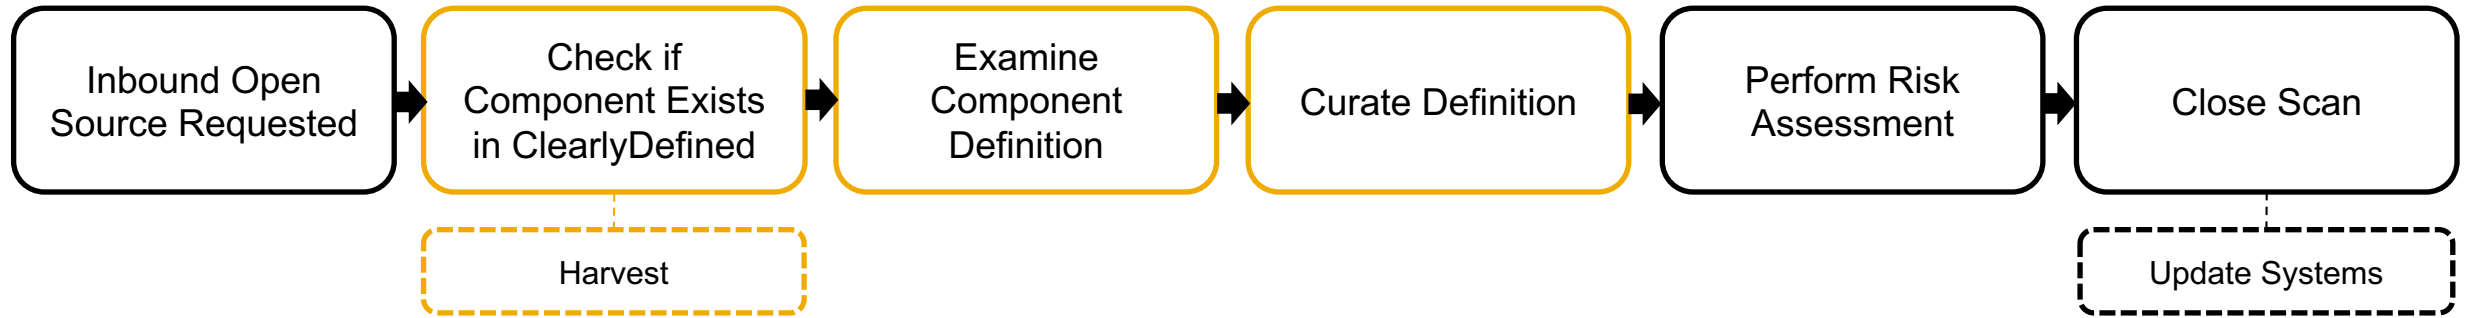 Inbound Open
Source Requested
Check if
Component Exists
in ClearlyDefined
Examine
Component
Definition
Curate Definition
Perform Risk
Assessment
Close Scan
Harvest
Update Systems